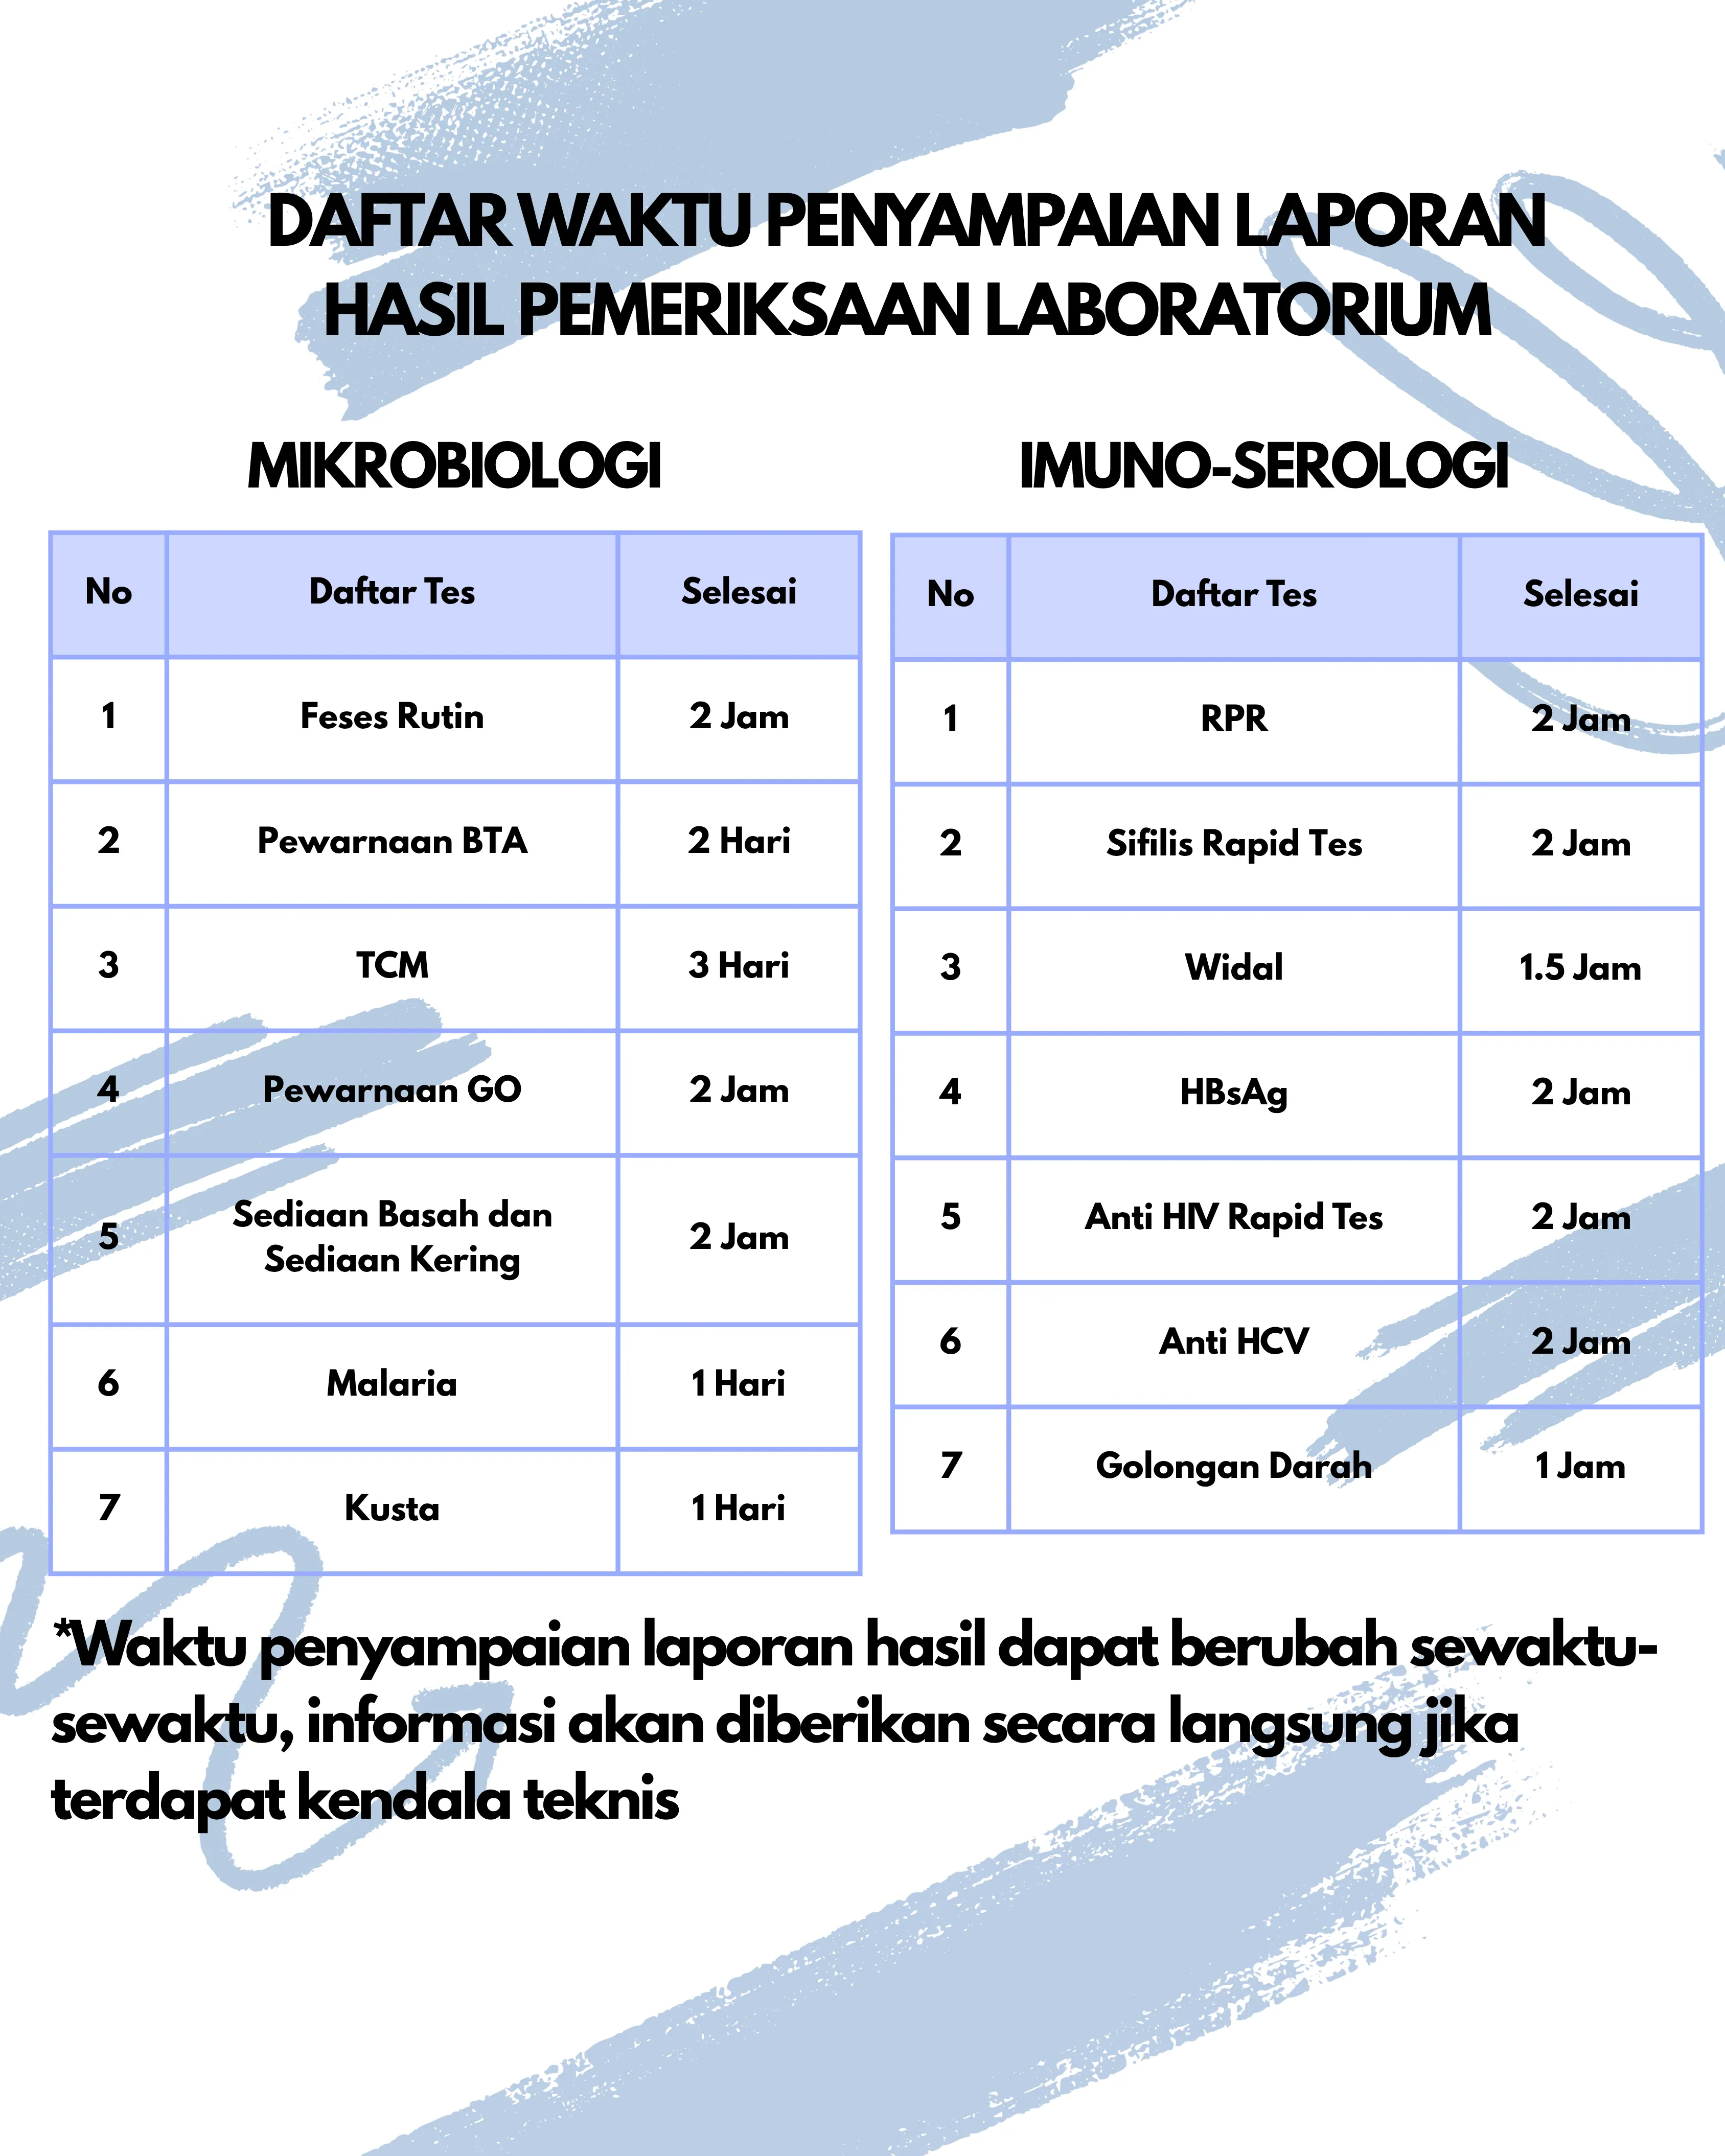 DAFTAR WAKTU PENYAMPAIAN LAPORAN
HASIL PEMERIKSAAN LABORATORIUM
MIKROBIOLOGI
No Daftar Tes Selesai
1 Feses Rutin 2 Jam
2 Pewarnaan BTA 2 Hari
3 TCM 3 Hari
4 Pewarnaan GO 2 Jam
5 Sediaan Basah dan
Sediaan Kering 2 Jam
6 Malaria 1 Hari
7 Kusta 1 Hari
IMUNO-SEROLOGI
No Daftar Tes Selesai
1 RPR 2 Jam
2 Sifilis Rapid Tes 2 Jam
3 Widal 1.5 Jam
4 HBsAg 2 Jam
5 Anti HIV Rapid Tes 2 Jam
6 Anti HCV 2 Jam
7 Golongan Darah 1 Jam
*Waktu penyampaian laporan hasil dapat berubah sewaktu-
sewaktu, informasi akan diberikan secara langsung jika
terdapat kendala teknis